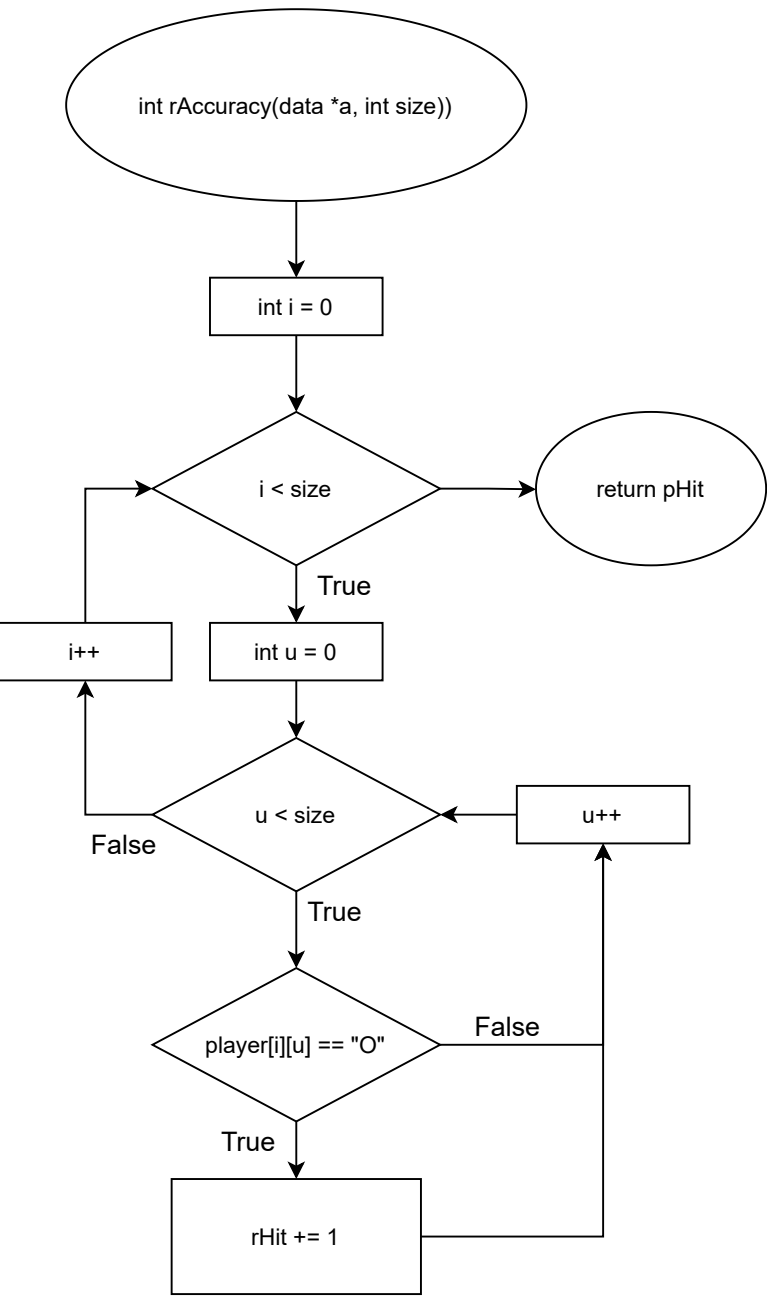 int rAccuracy(data *a, int size))
int i = 0
i < size
return pHit
True
i++
int u = 0
u < size
u++
False
True
player[i][u] == "O"
False
True
rHit += 1